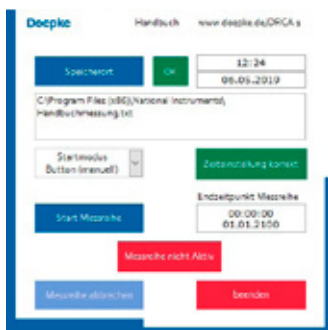 Doepke Handbuch www.doepke.de/DRCA s
Speicherort OK 12:24
06.05.2019
C:\Program Files (x86)\National Instruments\
Handbuchmessung.txt
Startmodus
Button (manuell)
Zeiteinstellung korrekt
Endzeitpunkt Messreihe
Start Messreihe 00:00:00
01.01.2100
Messreihe nicht Aktiv
Messreihe abbrechen beenden